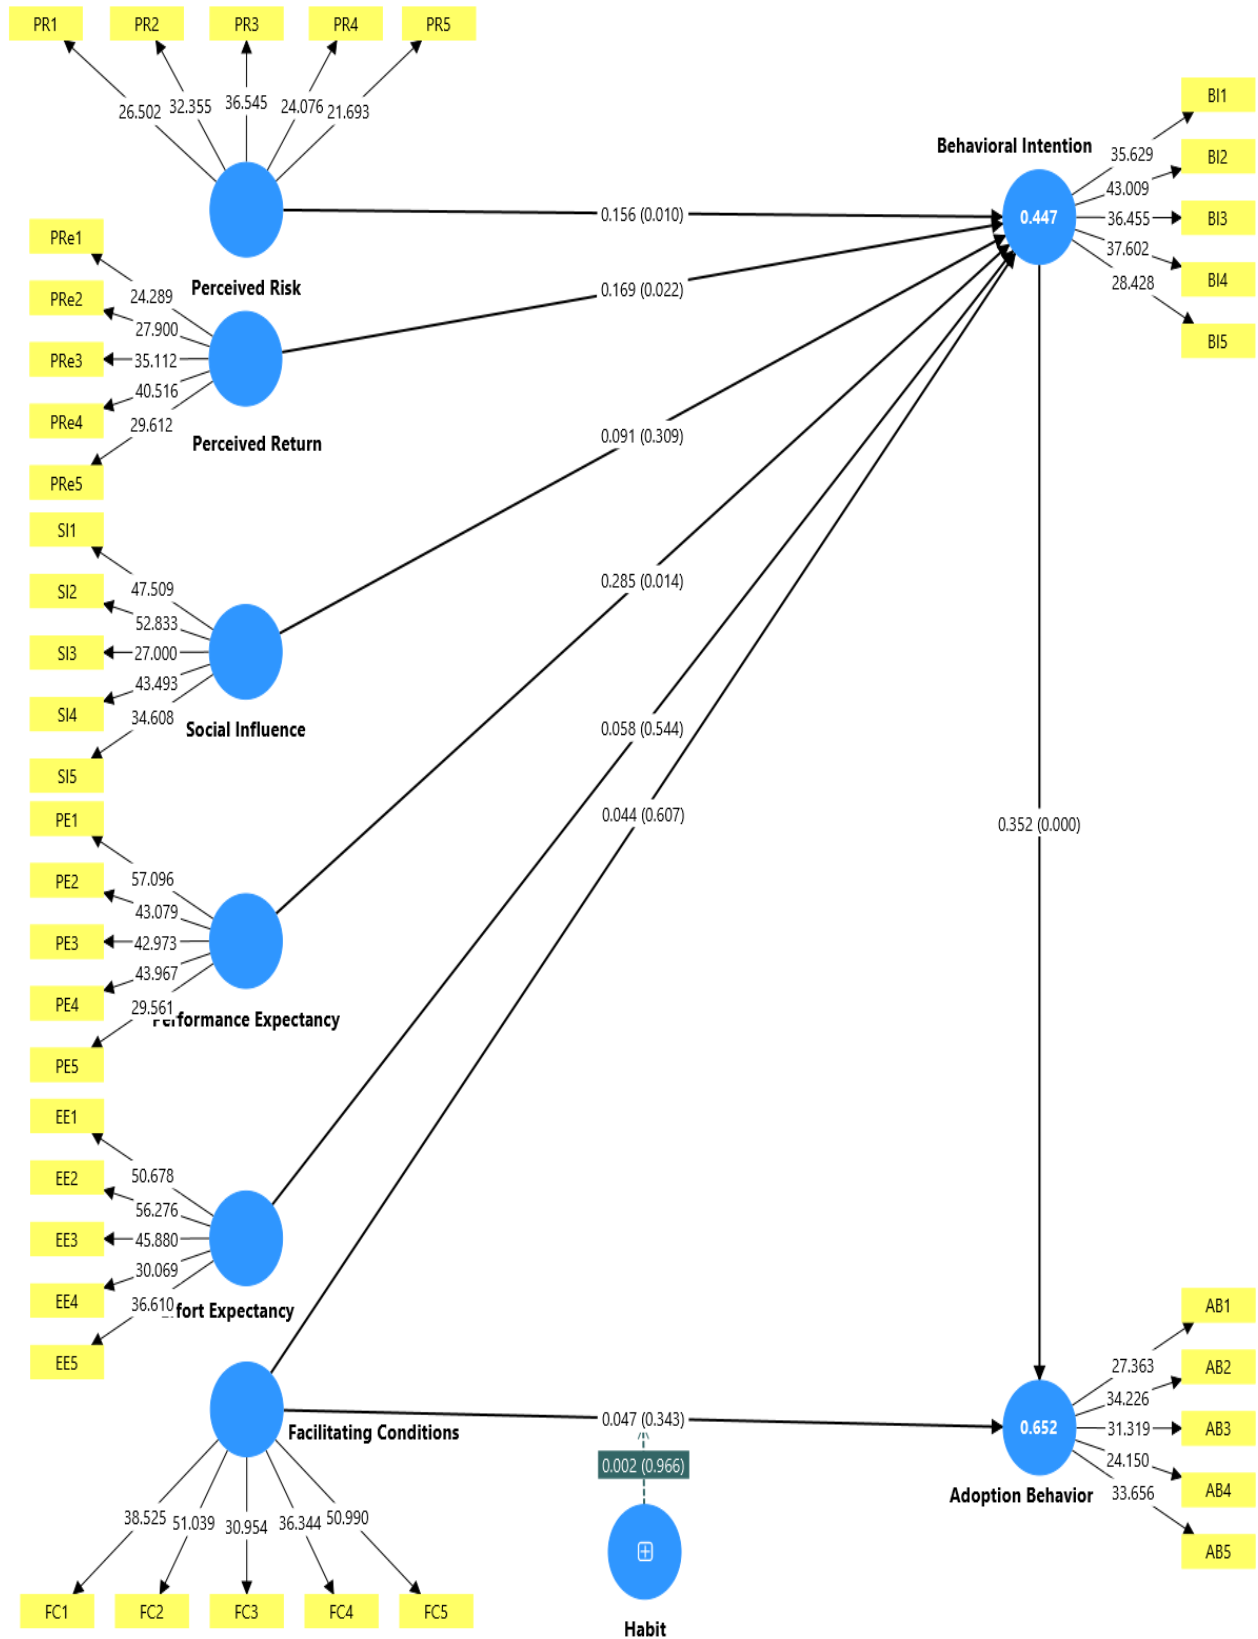 PR1 PR2 PR3 PR4 PR5
26.502 32.355 36.545 24.076 21.693
Perceived Risk
PRe1
PRe2
PRe3
PRe4
PRe5
24.289
27.900
35.112
40.516
29.612
Perceived Return
SI1
SI2
SI3
SI4
SI5
47.509
52.833
27.000
43.493
34.608
Social Influence
PE1
PE2
PE3
PE4
PE5
57.096
43.079
42.973
43.967
29.561
Performance Expectancy
EE1
EE2
EE3
EE4
EE5
50.678
56.276
45.880
30.069
36.610
Expectancy
Facilitating Conditions
38.525 51.039 30.954 36.344 50.990
FC1 FC2 FC3 FC4 FC5
0.156 (0.010)
0.169 (0.022)
0.091 (0.309)
0.285 (0.014)
0.058 (0.544)
0.044 (0.607)
0.047 (0.343)
0.002 (0.966)
Habit
Behavioral Intention
0.447
35.629
43.009
36.455
37.602
28.428
BI1
BI2
BI3
BI4
BI5
0.352 (0.000)
0.652
Adoption Behavior
27.363
34.226
31.319
24.150
33.656
AB1
AB2
AB3
AB4
AB5